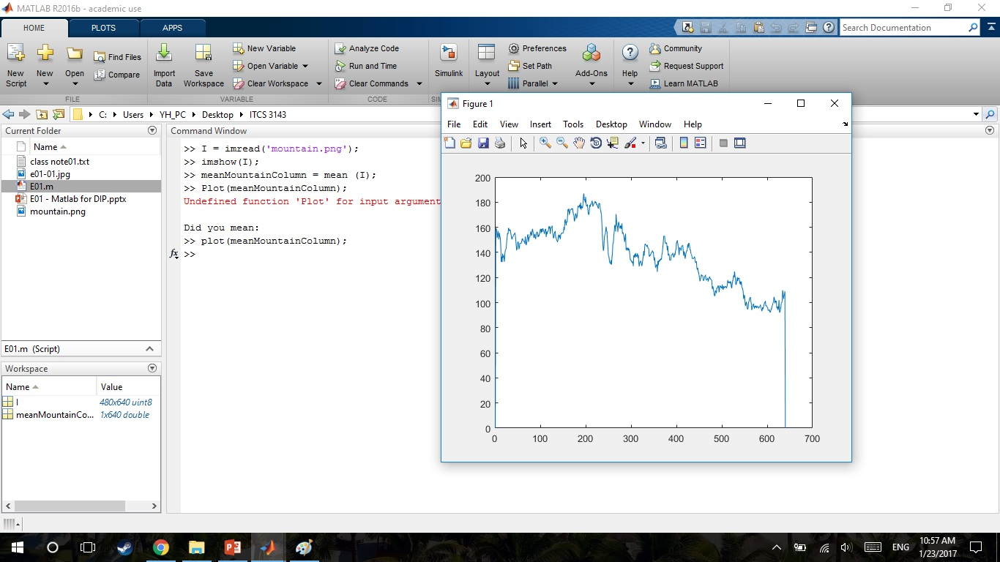 MATLAB R2016b - academic use
HOME PLOTS APPS
Search Documentation
New Script
New
Open
Find Files
Compare
Import Data
Save Workspace
New Variable
Open Variable
Clear Workspace
Analyze Code
Run and Time
Clear Commands
Simulink
Layout
Preferences
Set Path
Parallel
Add-Ons
Help
Community
Request Support
Learn MATLAB
FILE VARIABLE CODE
C: Users YH_PC Desktop ITCS 3143
Current Folder
Name
class note01.txt
e01-01.jpg
E01.m
E01 - Matlab for DIP.pptx
mountain.png
E01.m (Script)
Workspace
Name Value
I 480x640 uint8
meanMountainCo... 1x640 double
Command Window
>> I = imread('mountain.png');
>> imshow(I);
>> meanMountainColumn = mean (I);
>> Plot(meanMountainColumn);
Undefined function 'Plot' for input argument
Did you mean:
>> plot(meanMountainColumn);
fx >>
Figure 1
File Edit View Insert Tools Desktop Window Help
200
180
160
140
120
100
80
60
40
20
0
0 100 200 300 400 500 600 700
ENG
10:57 AM
1/23/2017